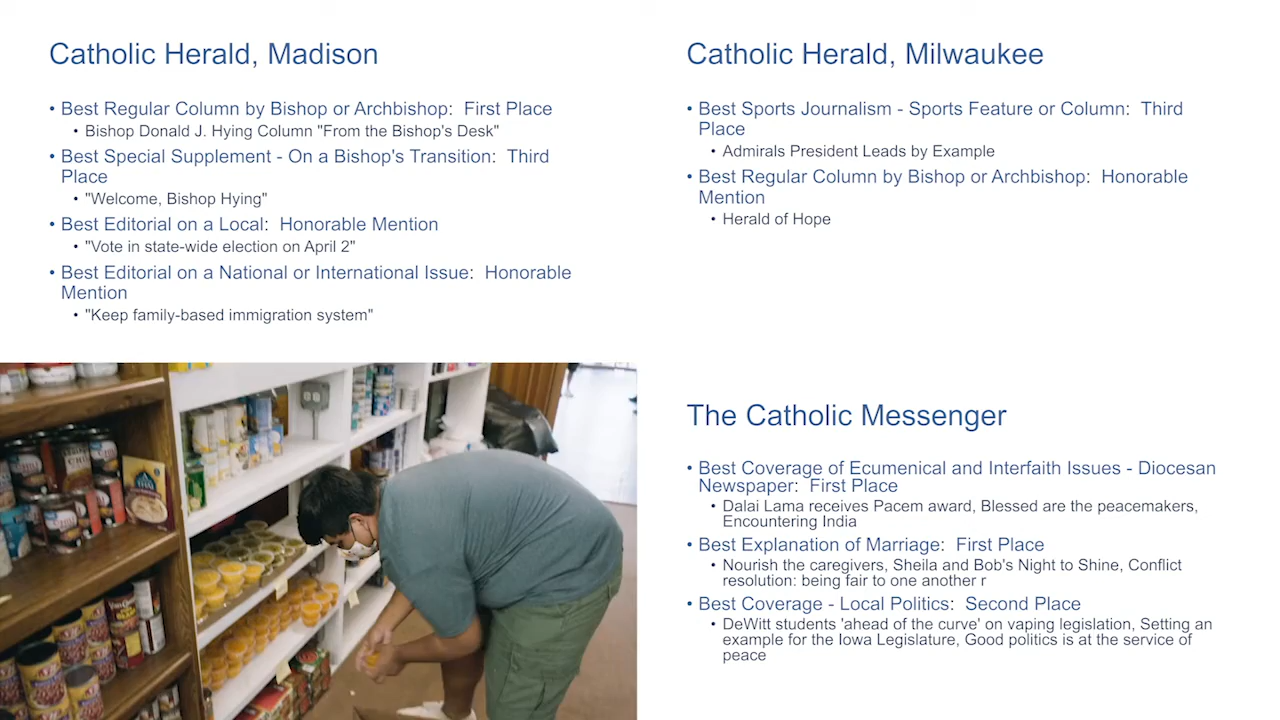 Catholic Herald, Madison
• Best Regular Column by Bishop or Archbishop:  First Place
• Bishop Donald J. Hying Column "From the Bishop's Desk"
• Best Special Supplement - On a Bishop's Transition:  Third
Place
• "Welcome, Bishop Hying"
• Best Editorial on a Local:  Honorable Mention
• "Vote in state-wide election on April 2"
• Best Editorial on a National or International Issue:  Honorable
Mention
• "Keep family-based immigration system"
Catholic Herald, Milwaukee
• Best Sports Journalism - Sports Feature or Column:  Third
Place
• Admirals President Leads by Example
• Best Regular Column by Bishop or Archbishop:  Honorable
Mention
• Herald of Hope
The Catholic Messenger
• Best Coverage of Ecumenical and Interfaith Issues - Diocesan
Newspaper:  First Place
• Dalai Lama receives Pacem award, Blessed are the peacemakers,
Encountering India
• Best Explanation of Marriage:  First Place
• Nourish the caregivers, Sheila and Bob's Night to Shine, Conflict
resolution: being fair to one another r
• Best Coverage - Local Politics:  Second Place
• DeWitt students 'ahead of the curve' on vaping legislation, Setting an
example for the Iowa Legislature, Good politics is at the service of
peace